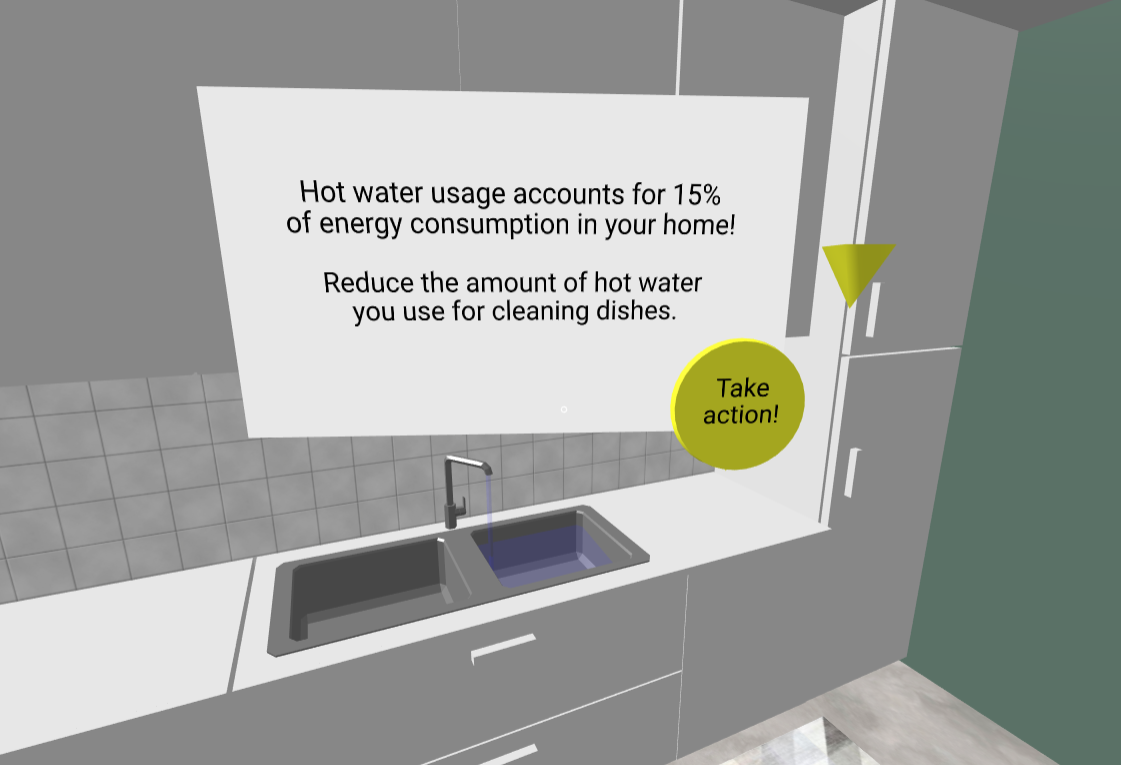 Hot water usage accounts for 15%
of energy consumption in your home!
Reduce the amount of hot water
you use for cleaning dishes.
Take
action!